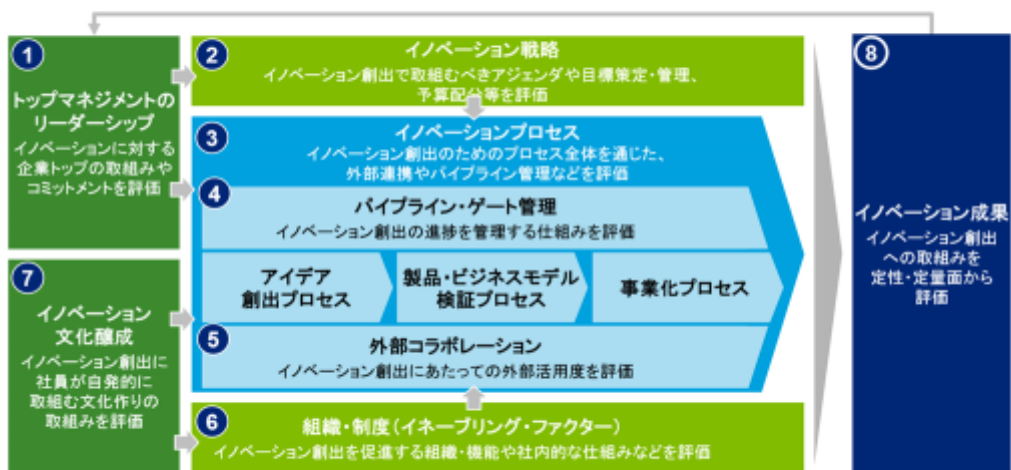 1
トップマネジメントの
リーダーシップ
イノベーションに対する
企業トップの取組みや
コミットメントを評価
2
イノベーション戦略
イノベーション創出で取組むべきアジェンダや目標策定・管理、
予算配分等を評価
3
イノベーションプロセス
イノベーション創出のためのプロセス全体を通じた、
外部連携やパイプライン管理などを評価
4
パイプライン・ゲート管理
イノベーション創出の進捗を管理する仕組みを評価
アイデア
創出プロセス
製品・ビジネスモデル
検証プロセス
事業化プロセス
5
外部コラボレーション
イノベーション創出にあたっての外部活用度を評価
6
組織・制度(イネーブリング・ファクター)
イノベーション創出を促進する組織・機能や社内的な仕組みなどを評価
7
イノベーション
文化醸成
イノベーション創出に
社員が自発的に
取組む文化作りの
取組みを評価
8
イノベーション成果
イノベーション創出
への取組みを
定性・定量面から
評価